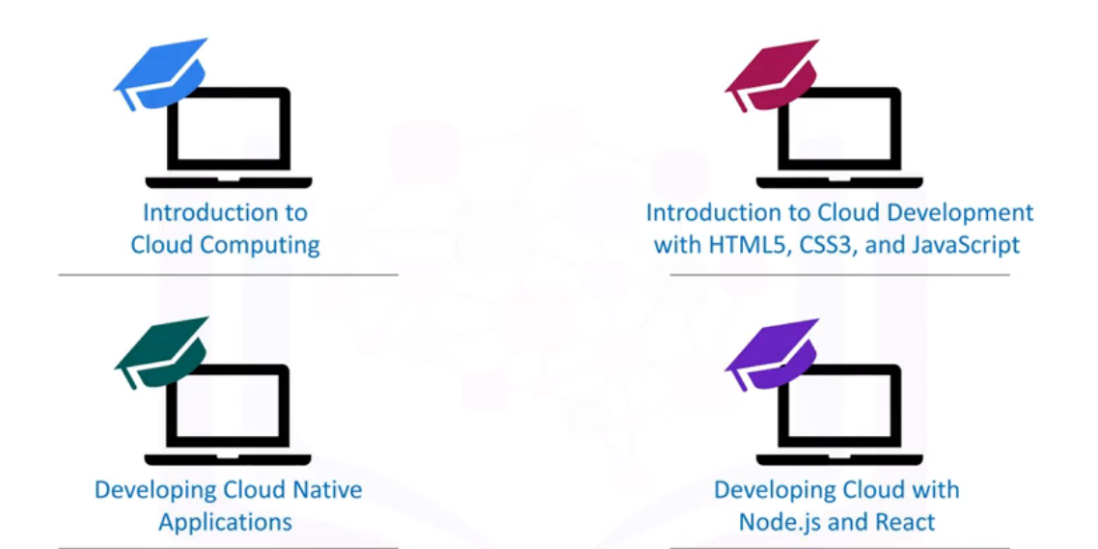 Introduction to
Cloud Computing
Introduction to Cloud Development
with HTML5, CSS3, and JavaScript
Developing Cloud Native
Applications
Developing Cloud with
Node.js and React